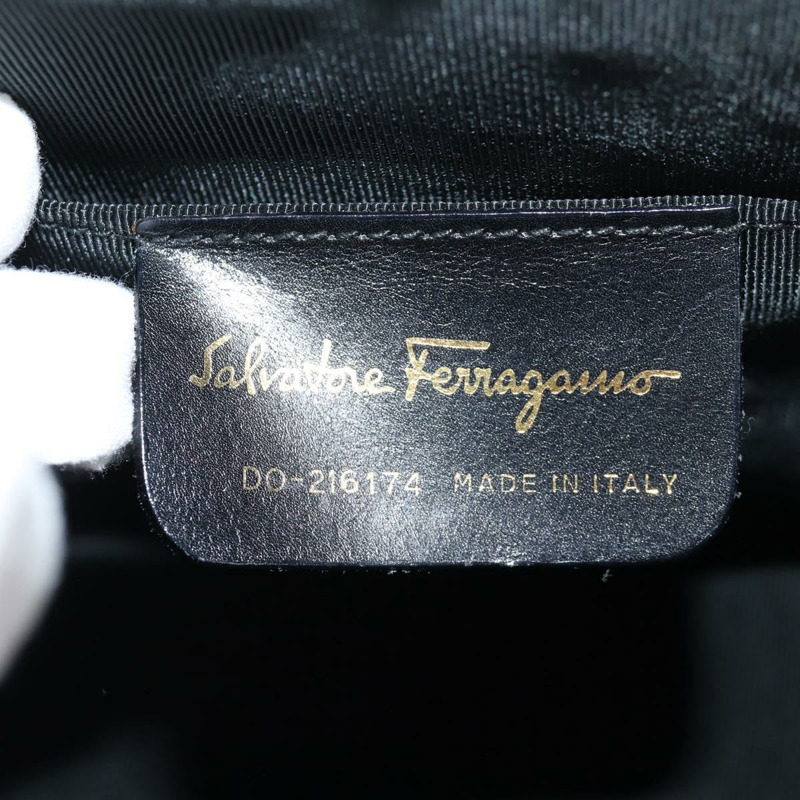 Salvatore Ferragamo
DO-216174 MADE IN ITALY